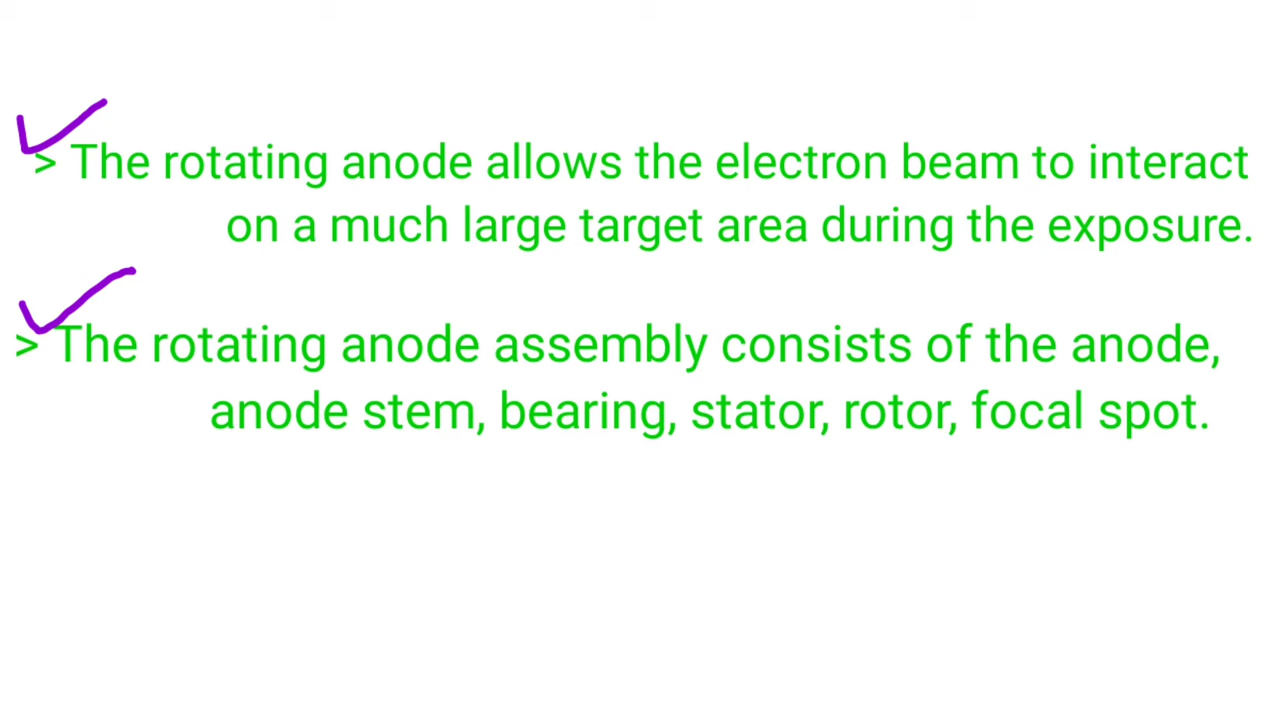 > The rotating anode allows the electron beam to interact
on a much large target area during the exposure.
> The rotating anode assembly consists of the anode,
anode stem, bearing, stator, rotor, focal spot.